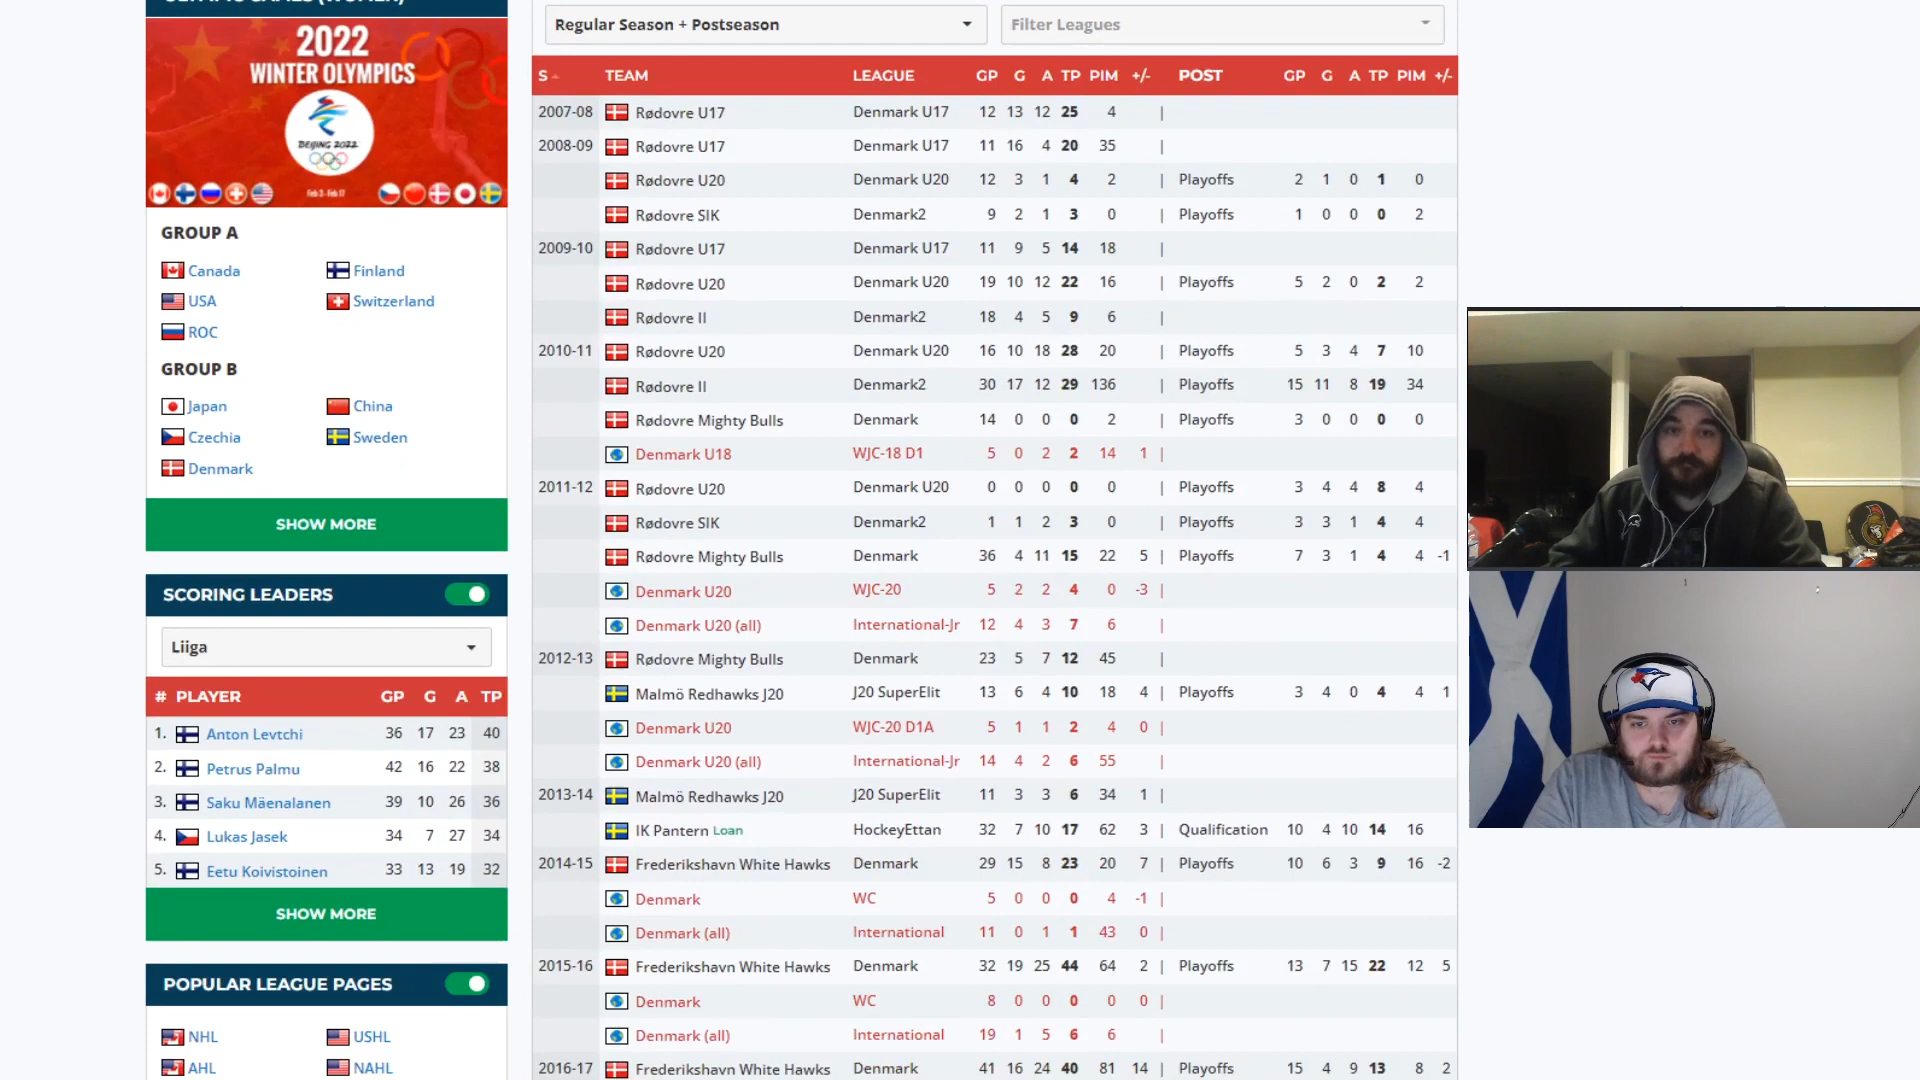 OLYMPIC GAMES (WOMEN)
2022
WINTER OLYMPICS
BEIJING 2022
Feb 3 - Feb 17
GROUP A
Canada Finland
USA Switzerland
ROC
GROUP B
Japan China
Czechia Sweden
Denmark
SHOW MORE
SCORING LEADERS
Liiga
# PLAYER GP G A TP
1. Anton Levtchi 36 17 23 40
2. Petrus Palmu 42 16 22 38
3. Saku Mäenalanen 39 10 26 36
4. Lukas Jasek 34 7 27 34
5. Eetu Koivistoinen 33 13 19 32
SHOW MORE
POPULAR LEAGUE PAGES
NHL USHL
AHL NAHL
Regular Season + Postseason Filter Leagues
S TEAM LEAGUE GP G A TP PIM +/- POST GP G A TP PIM +/-
2007-08 Rødovre U17 Denmark U17 12 13 12 25 4 |
2008-09 Rødovre U17 Denmark U17 11 16 4 20 35 |
Rødovre U20 Denmark U20 12 3 1 4 2 | Playoffs 2 1 0 1 0
Rødovre SIK Denmark2 9 2 1 3 0 | Playoffs 1 0 0 0 2
2009-10 Rødovre U17 Denmark U17 11 9 5 14 18 |
Rødovre U20 Denmark U20 19 10 12 22 16 | Playoffs 5 2 0 2 2
Rødovre II Denmark2 18 4 5 9 6 |
2010-11 Rødovre U20 Denmark U20 16 10 18 28 20 | Playoffs 5 3 4 7 10
Rødovre II Denmark2 30 17 12 29 136 | Playoffs 15 11 8 19 34
Rødovre Mighty Bulls Denmark 14 0 0 0 2 | Playoffs 3 0 0 0 0
Denmark U18 WJC-18 D1 5 0 2 2 14 1 |
2011-12 Rødovre U20 Denmark U20 0 0 0 0 0 | Playoffs 3 4 4 8 4
Rødovre SIK Denmark2 1 1 2 3 0 | Playoffs 3 3 1 4 4
Rødovre Mighty Bulls Denmark 36 4 11 15 22 5 | Playoffs 7 3 1 4 4 -1
Denmark U20 WJC-20 5 2 2 4 0 -3 |
Denmark U20 (all) International-Jr 12 4 3 7 6 |
2012-13 Rødovre Mighty Bulls Denmark 23 5 7 12 45 |
Malmö Redhawks J20 J20 SuperElit 13 6 4 10 18 4 | Playoffs 3 4 0 4 4 1
Denmark U20 WJC-20 D1A 5 1 1 2 4 0 |
Denmark U20 (all) International-Jr 14 4 2 6 55 |
2013-14 Malmö Redhawks J20 J20 SuperElit 11 3 3 6 34 1 |
IK Pantern Loan HockeyEttan 32 7 10 17 62 3 | Qualification 10 4 10 14 16
2014-15 Frederikshavn White Hawks Denmark 29 15 8 23 20 7 | Playoffs 10 6 3 9 16 -2
Denmark WC 5 0 0 0 4 -1 |
Denmark (all) International 11 0 1 1 43 0 |
2015-16 Frederikshavn White Hawks Denmark 32 19 25 44 64 2 | Playoffs 13 7 15 22 12 5
Denmark WC 8 0 0 0 0 0 |
Denmark (all) International 19 1 5 6 6 |
2016-17 Frederikshavn White Hawks Denmark 41 16 24 40 81 14 | Playoffs 15 4 9 13 8 2